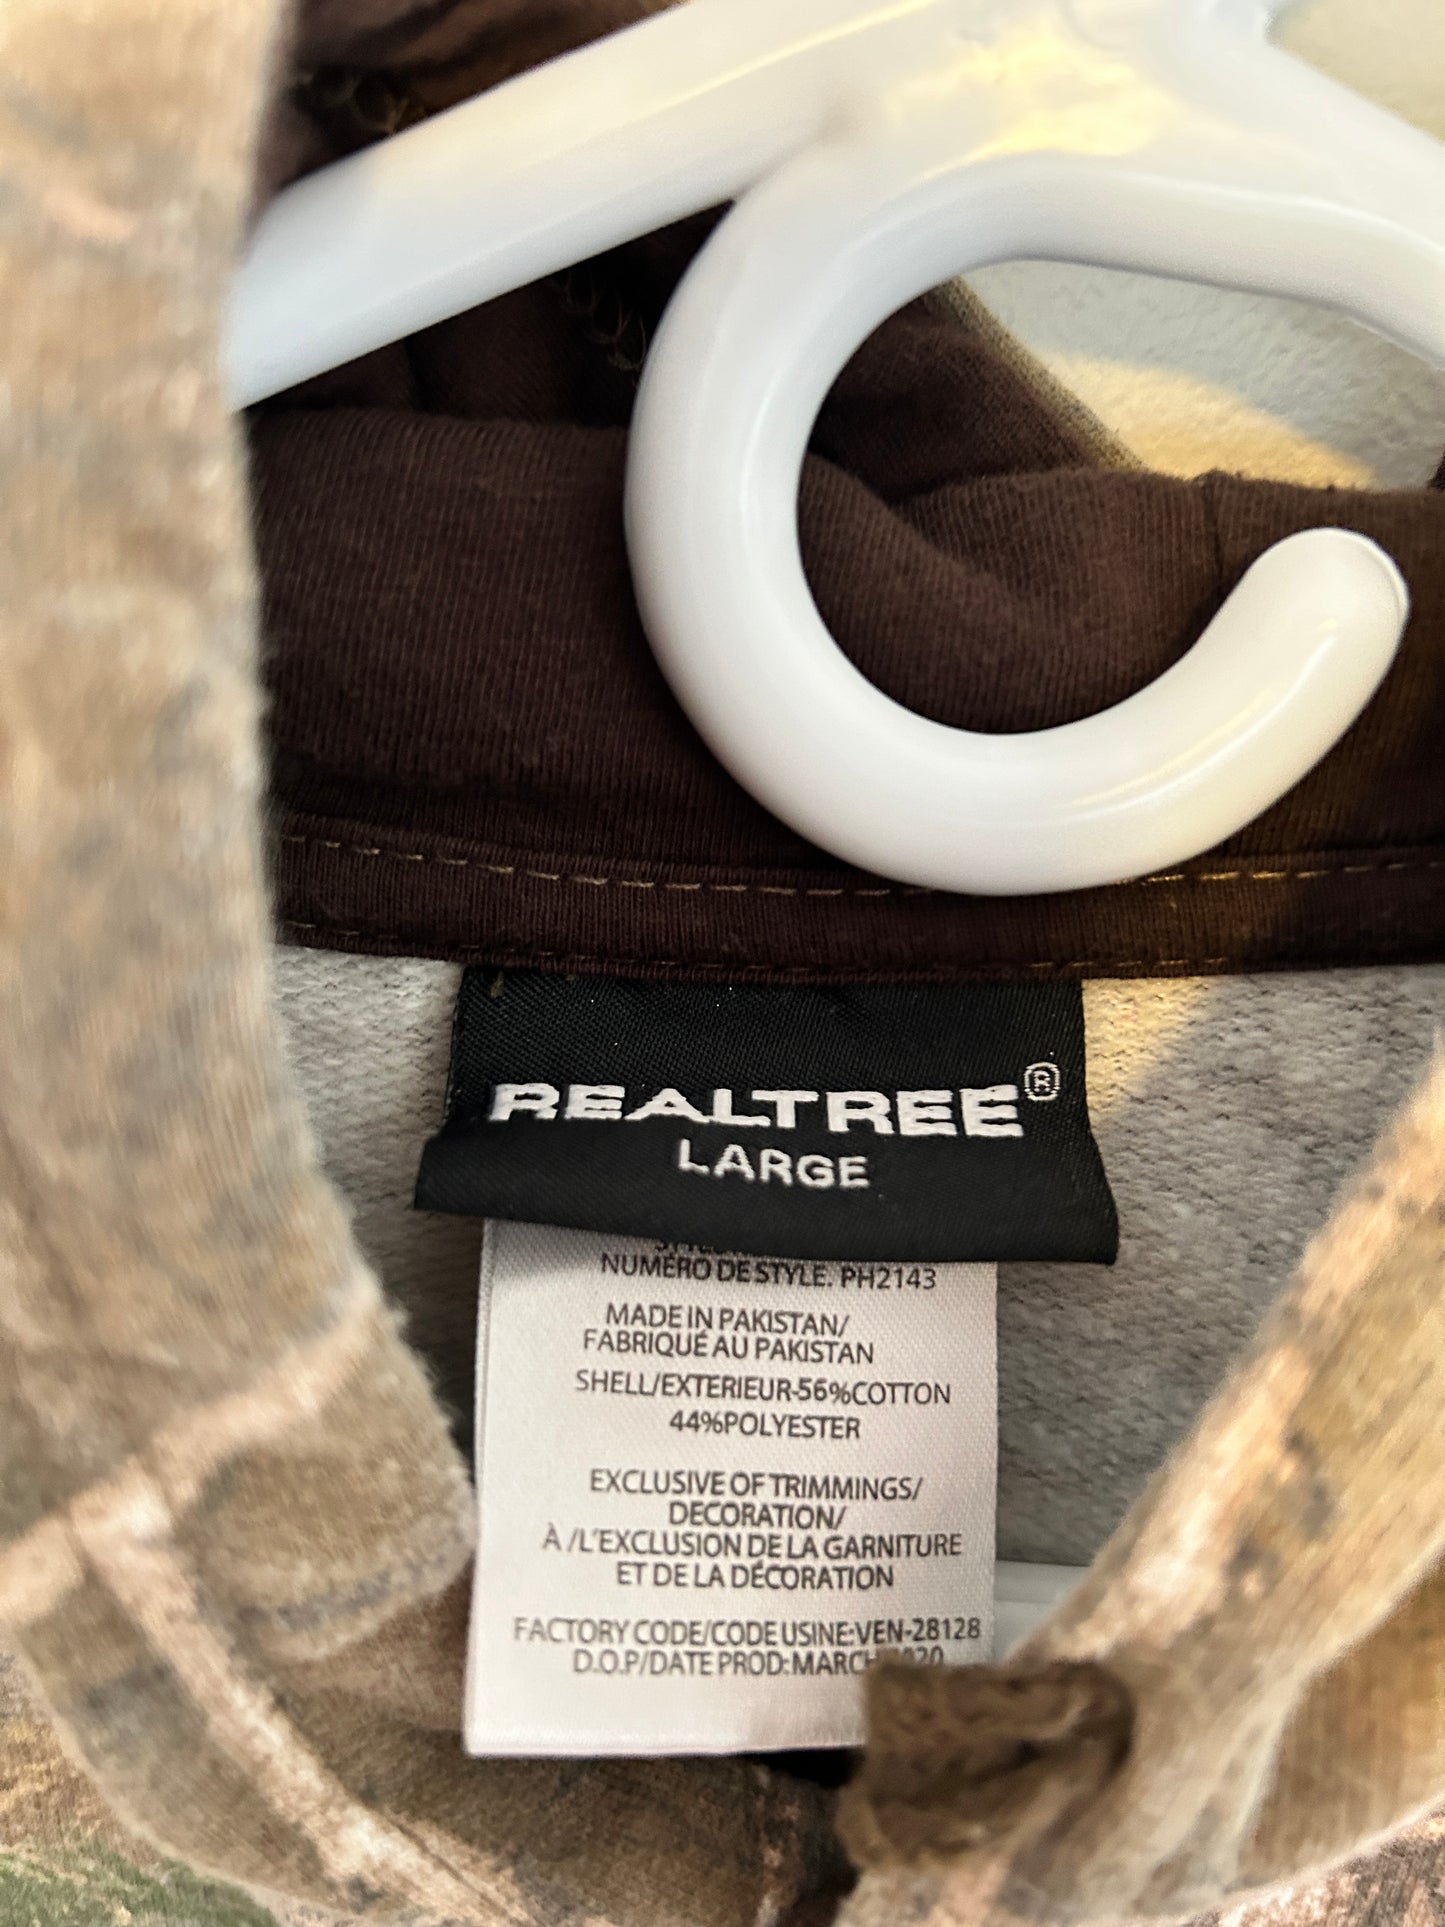 REALTREE®
LARGE
NUMÉRO DE STYLE. PH2143
MADE IN PAKISTAN/
FABRIQUÉ AU PAKISTAN
SHELL/EXTERIEUR-56%COTTON
44%POLYESTER
EXCLUSIVE OF TRIMMINGS/
DECORATION/
À /L'EXCLUSION DE LA GARNITURE
ET DE LA DÉCORATION
FACTORY CODE/CODE USINE:VEN-28128
D.O.P/DATE PROD:MARCH